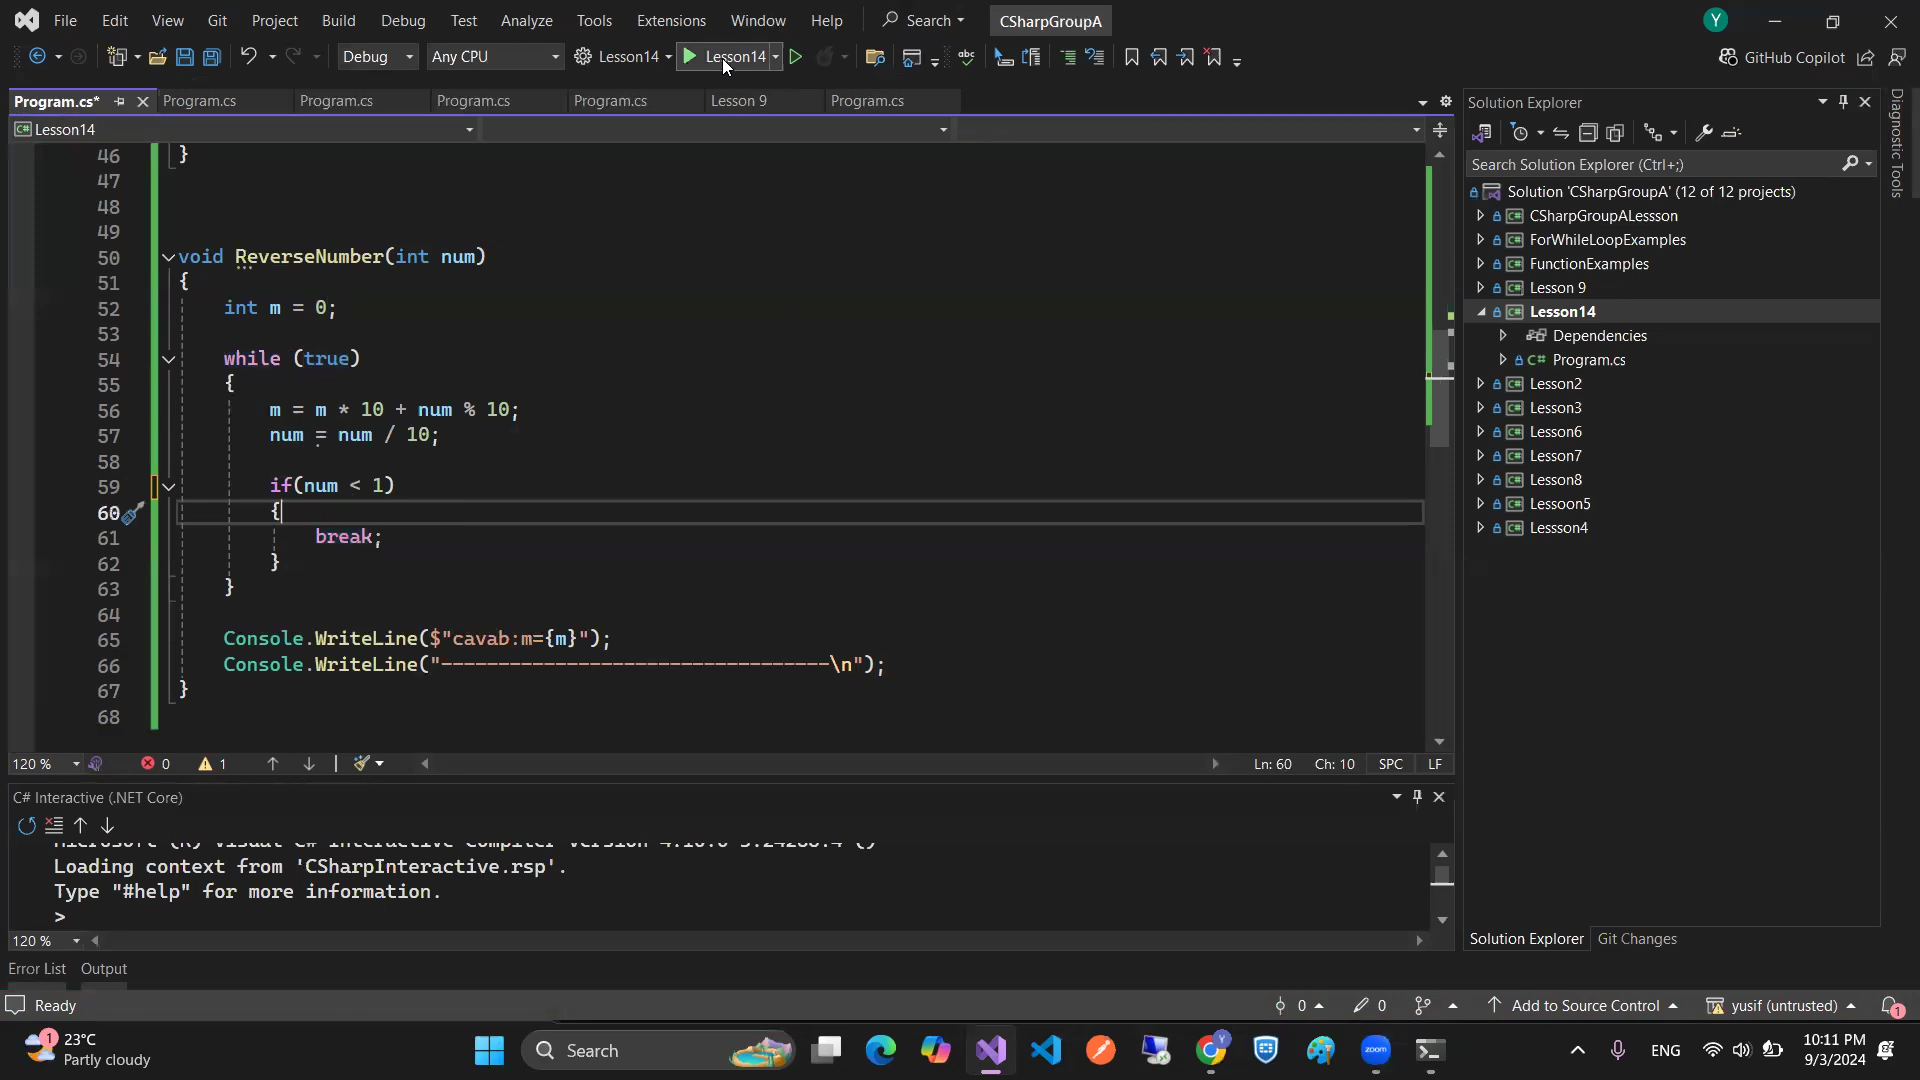 File Edit View Git Project Build Debug Test Analyze Tools Extensions Window Help Search CSharpGroupA Y
Debug Any CPU Lesson14 Lesson14 GitHub Copilot
Program.cs* Program.cs Program.cs Program.cs Program.cs Lesson 9 Program.cs
Lesson14
46 }
47
48
49
50 void ReverseNumber(int num)
51 {
52 int m = 0;
53
54 while (true)
55 {
56 m = m * 10 + num % 10;
57 num = num / 10;
58
59 if(num < 1)
60 {
61 break;
62 }
63 }
64
65 Console.WriteLine($"cavab:m={m}");
66 Console.WriteLine("----------------------------------\n");
67 }
68
120 % 0 1 Ln: 60 Ch: 10 SPC LF
C# Interactive (.NET Core)
Loading context from 'CSharpInteractive.rsp'.
Type "#help" for more information.
>
120 %
Error List Output
Solution Explorer
Search Solution Explorer (Ctrl+;)
Solution 'CSharpGroupA' (12 of 12 projects)
CSharpGroupALessson
ForWhileLoopExamples
FunctionExamples
Lesson 9
Lesson14
Dependencies
Program.cs
Lesson2
Lesson3
Lesson6
Lesson7
Lesson8
Lessoon5
Lessson4
Solution Explorer Git Changes
Diagnostic Tools
Ready 0 0 Add to Source Control yusif (untrusted) 1
1 23°C
Partly cloudy
Search
zoom
ENG
10:11 PM
9/3/2024